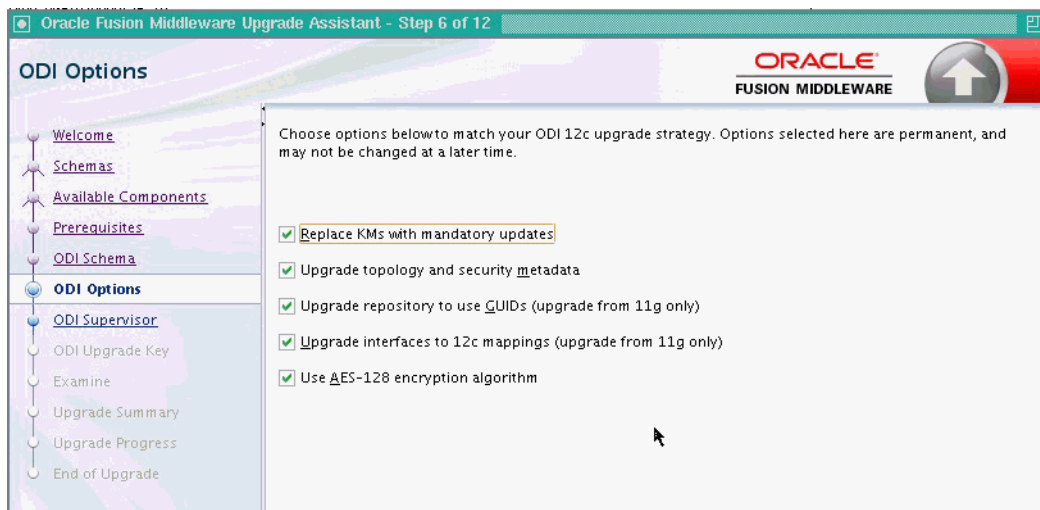 Oracle Fusion Middleware Upgrade Assistant - Step 6 of 12
ODI Options
ORACLE
FUSION MIDDLEWARE
Welcome
Schemas
Available Components
Prerequisites
ODI Schema
ODI Options
ODI Supervisor
ODI Upgrade Key
Examine
Upgrade Summary
Upgrade Progress
End of Upgrade
Choose options below to match your ODI 12c upgrade strategy. Options selected here are permanent, and
may not be changed at a later time.
Replace KMs with mandatory updates
Upgrade topology and security metadata
Upgrade repository to use GUIDs (upgrade from 11g only)
Upgrade interfaces to 12c mappings (upgrade from 11g only)
Use AES-128 encryption algorithm